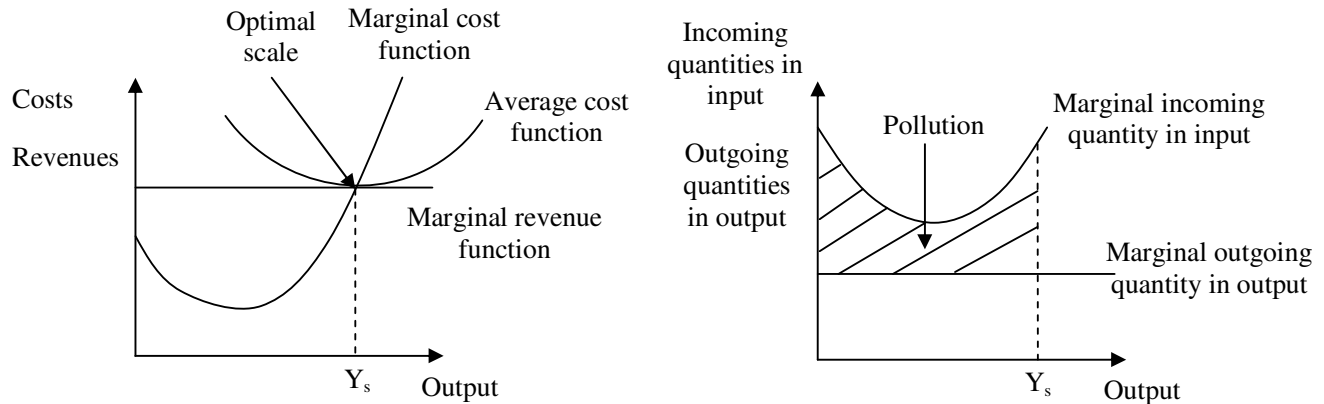 Optimal
scale
Marginal cost
function
Costs
Revenues
Average cost
function
Marginal revenue
function
Yₛ
Output
Incoming
quantities in
input
Outgoing
quantities
in output
Pollution
Marginal incoming
quantity in input
Marginal outgoing
quantity in output
Yₛ
Output